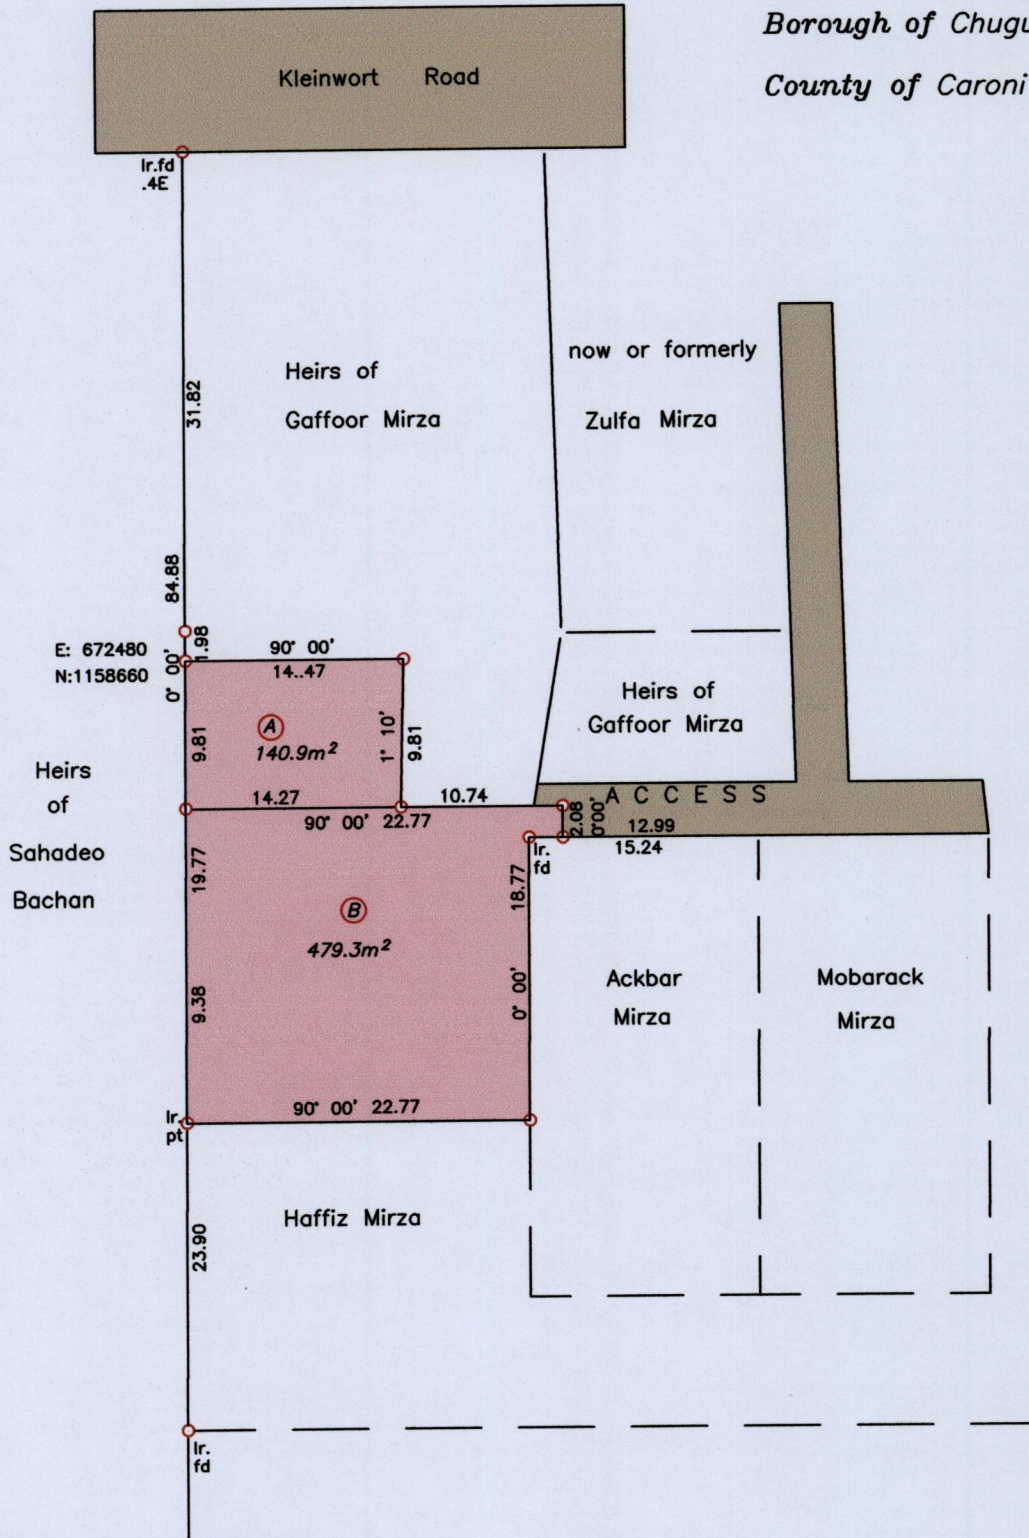 Borough of Chagu
County of Caroni
Kleinwort Road
Ir.fd
.4E
31.82
Heirs of
Gaffoor Mirza
now or formerly
Zulfa Mirza
84.88
1.98
E: 672480
N:1158660
0° 00'
90° 00'
14..47
Heirs of
Gaffoor Mirza
A
140.9m²
9.81
1° 10'
9.81
Heirs
of
Sahadeo
Bachan
14.27
10.74
90° 00' 22.77
ACCESS
2.08
0°00'
12.99
15.24
Ir.
fd
19.77
18.77
B
479.3m²
9.38
0° 00'
Ackbar
Mirza
Mobarack
Mirza
90° 00' 22.77
Ir.
pt
Haffiz Mirza
23.90
Ir.
fd